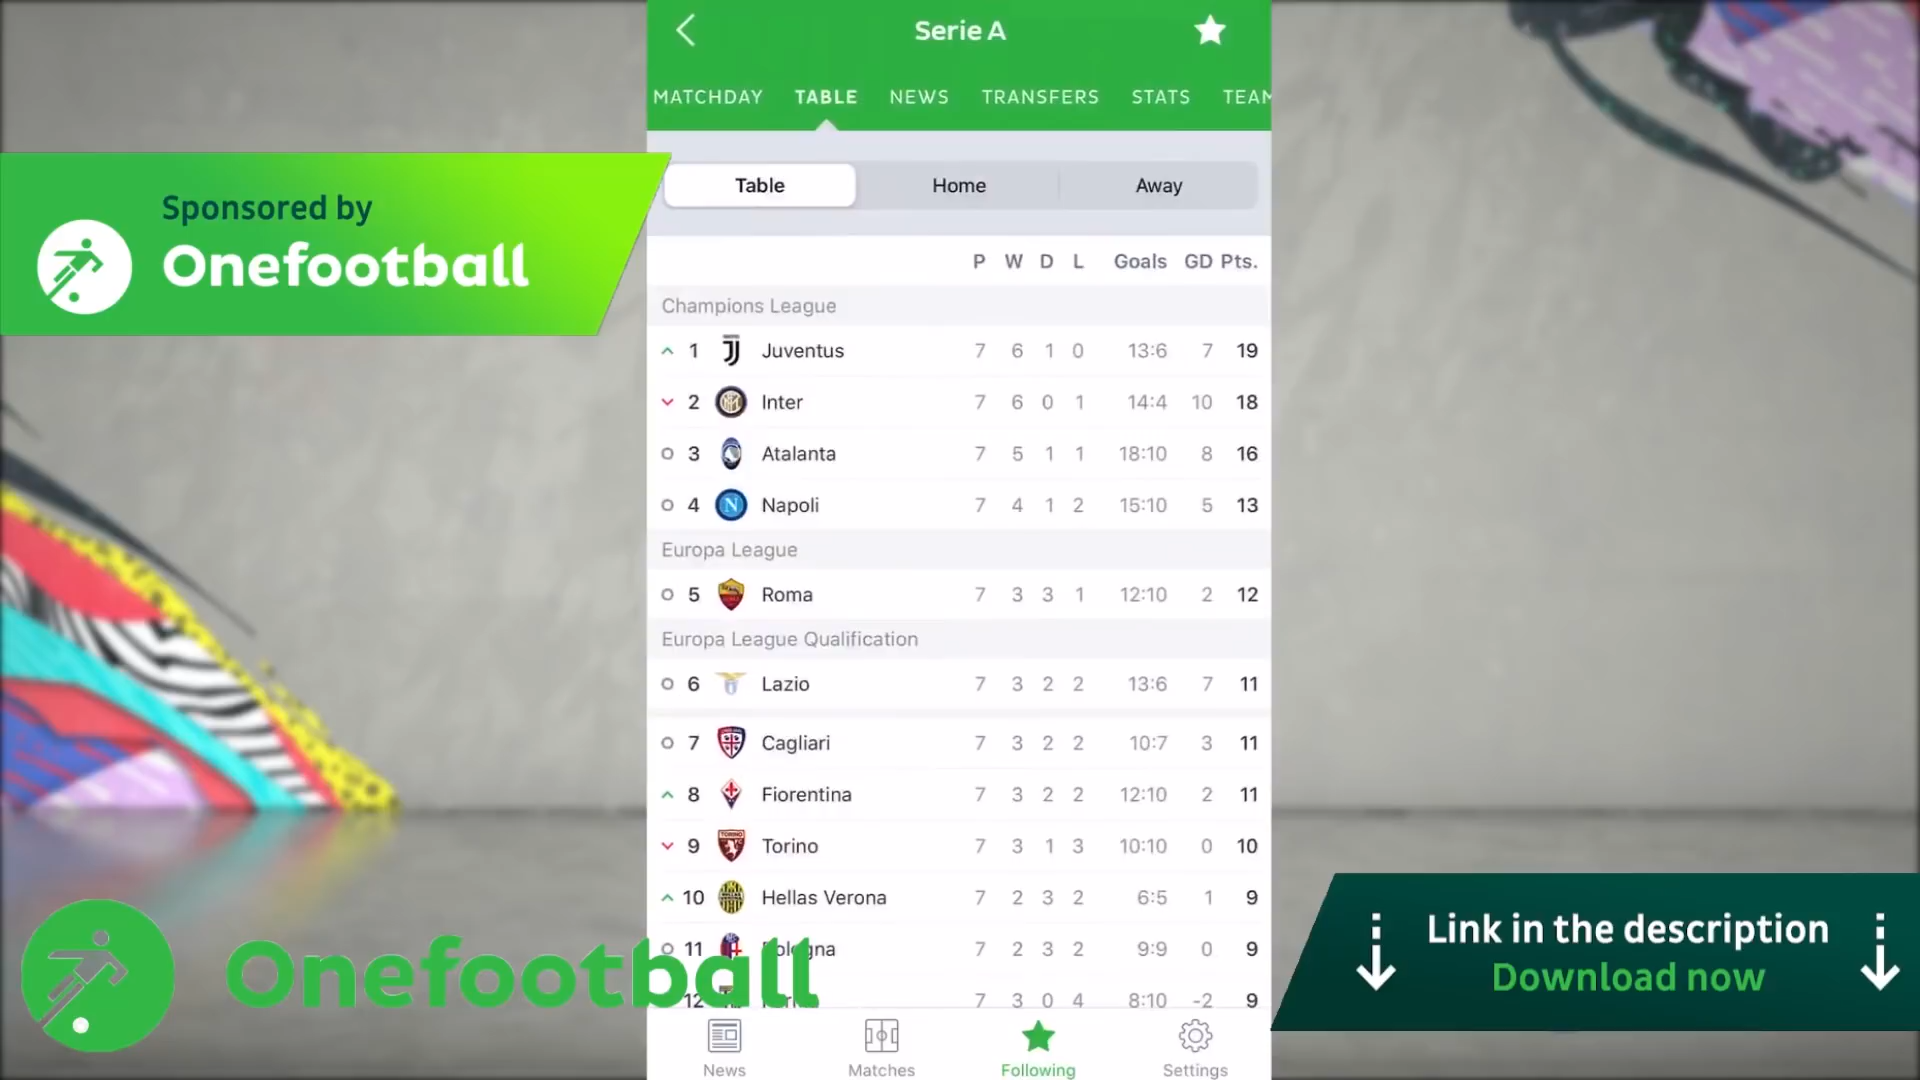 Serie A
MATCHDAY TABLE NEWS TRANSFERS STATS TEAM
Sponsored by
Onefootball
Table Home Away
P W D L Goals GD Pts.
Champions League
1 Juventus 7 6 1 0 13:6 7 19
2 Inter 7 6 0 1 14:4 10 18
3 Atalanta 7 5 1 1 18:10 8 16
4 Napoli 7 4 1 2 15:10 5 13
Europa League
5 Roma 7 3 3 1 12:10 2 12
Europa League Qualification
6 Lazio 7 3 2 2 13:6 7 11
7 Cagliari 7 3 2 2 10:7 3 11
8 Fiorentina 7 3 2 2 12:10 2 11
9 Torino 7 3 1 3 10:10 0 10
10 Hellas Verona 7 2 3 2 6:5 1 9
11 Bologna 7 2 3 2 9:9 0 9
12 7 3 0 4 8:10 -2 9
Onefootball
Link in the description
Download now
News Matches Following Settings